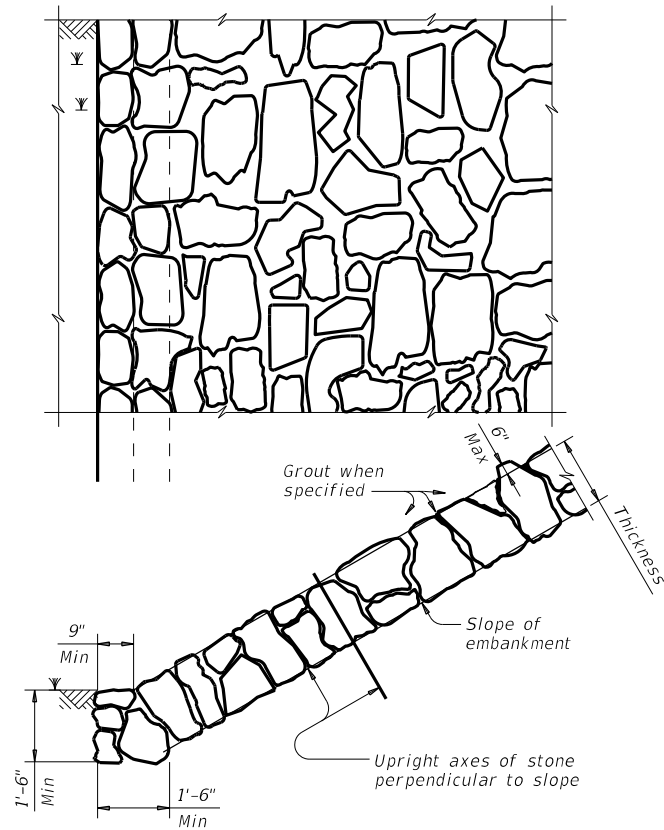 6"
Max
Grout when
specified
Thickness
Slope of
embankment
9"
Min
1'-6"
Min
Upright axes of stone
perpendicular to slope
1'-6"
Min